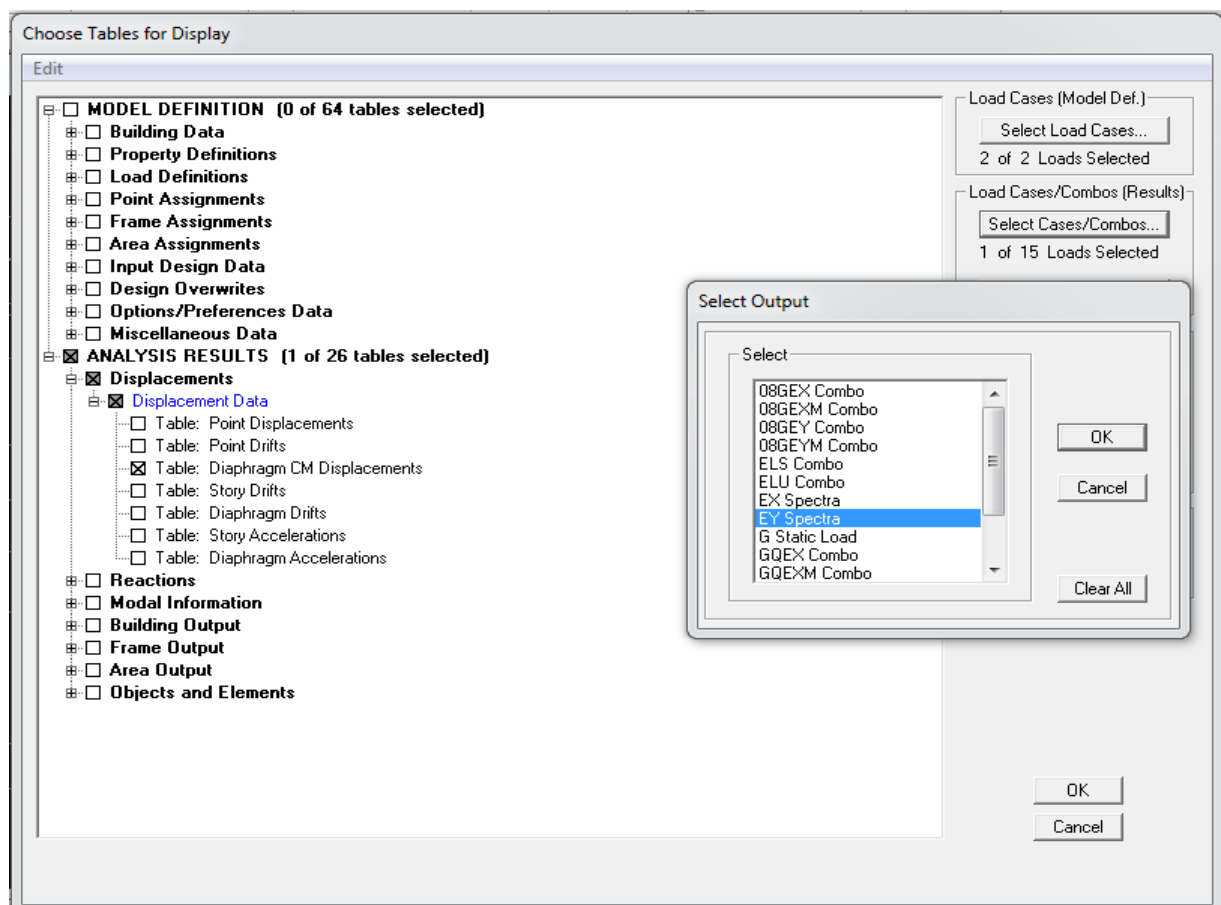 Choose Tables for Display
Edit
MODEL DEFINITION (0 of 64 tables selected)
Building Data
Property Definitions
Load Definitions
Point Assignments
Frame Assignments
Area Assignments
Input Design Data
Design Overwrites
Options/Preferences Data
Miscellaneous Data
ANALYSIS RESULTS (1 of 26 tables selected)
Displacements
Displacement Data
Table: Point Displacements
Table: Point Drifts
Table: Diaphragm CM Displacements
Table: Story Drifts
Table: Diaphragm Drifts
Table: Story Accelerations
Table: Diaphragm Accelerations
Reactions
Modal Information
Building Output
Frame Output
Area Output
Objects and Elements
Load Cases (Model Def.)
Select Load Cases...
2 of 2 Loads Selected
Load Cases/Combos (Results)
Select Cases/Combos...
1 of 15 Loads Selected
Select Output
Select
08GEX Combo
08GEXM Combo
08GEY Combo
08GEYM Combo
ELS Combo
ELU Combo
EX Spectra
EY Spectra
G Static Load
GQEX Combo
GQEXM Combo
OK
Cancel
Clear All
OK
Cancel